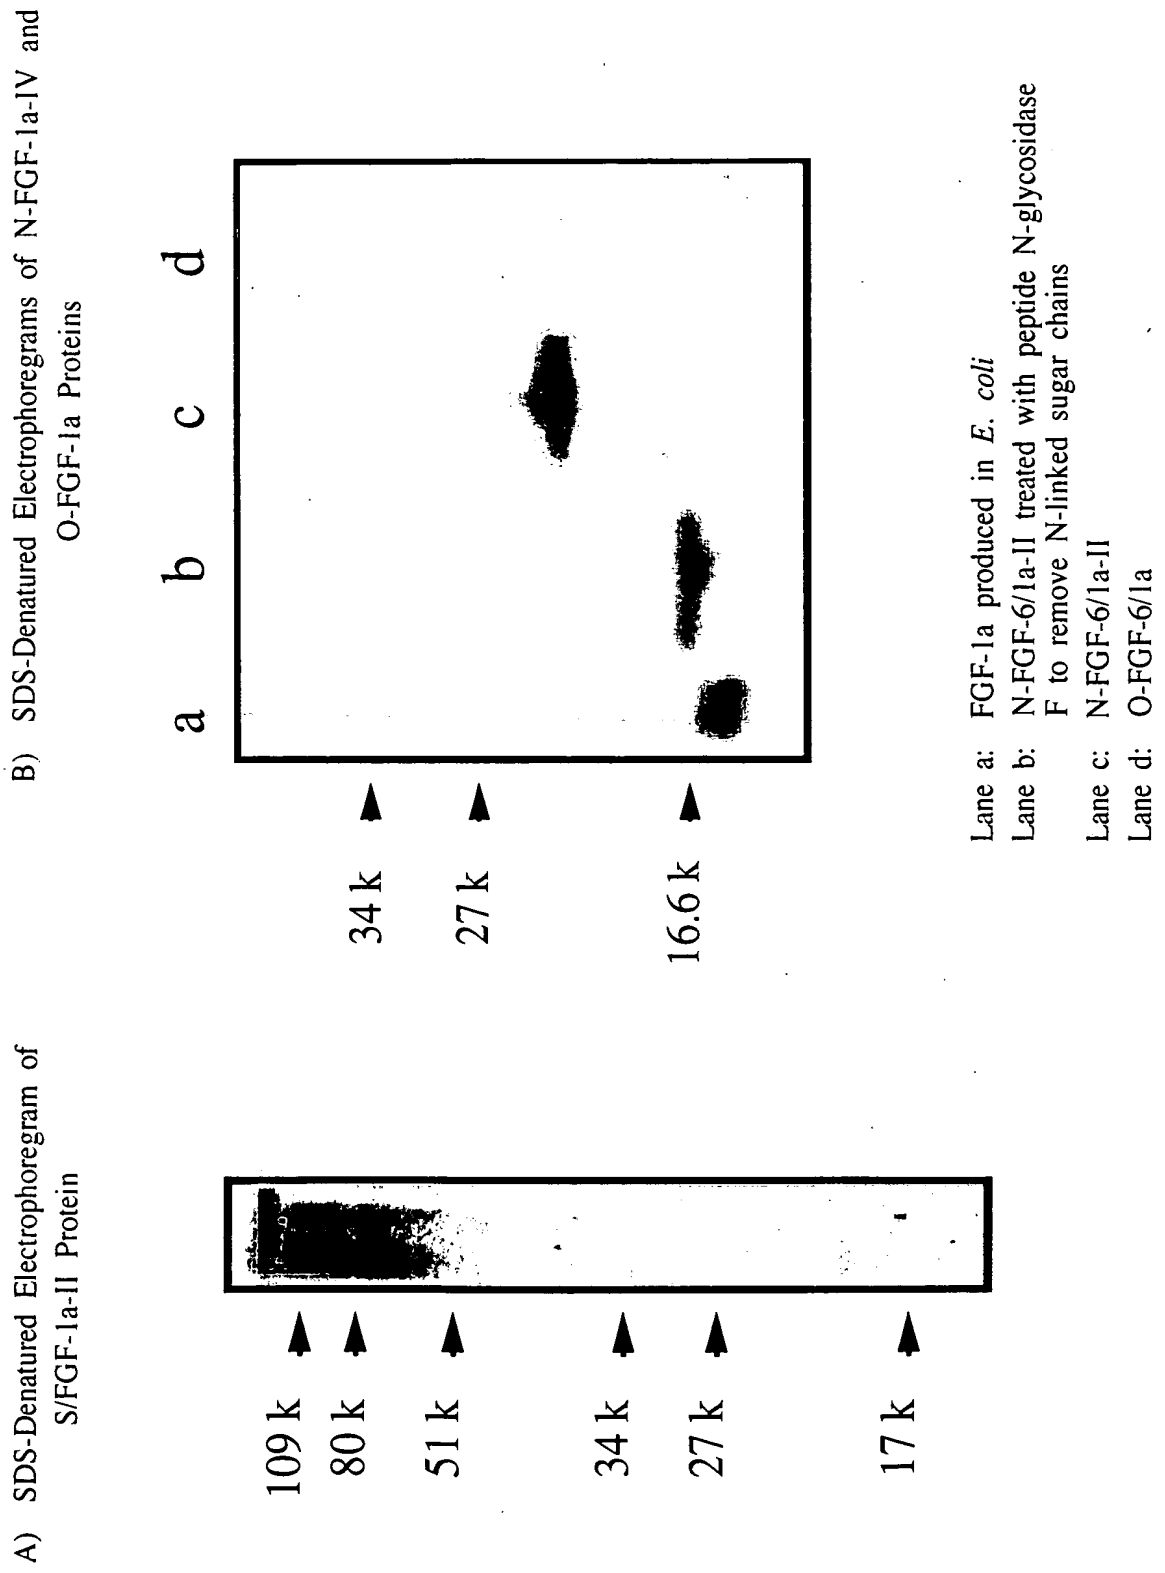 A) SDS-Denatured Electrophoregram of
S/FGF-1a-II Protein
109 k
80 k
51 k
34 k
27 k
17 k
B) SDS-Denatured Electrophoregrams of N-FGF-1a-IV and
O-FGF-1a Proteins
a b c d
34 k
27 k
16.6 k
Lane a: FGF-1a produced in E. coli
Lane b: N-FGF-6/1a-II treated with peptide N-glycosidase
F to remove N-linked sugar chains
Lane c: N-FGF-6/1a-II
Lane d: O-FGF-6/1a